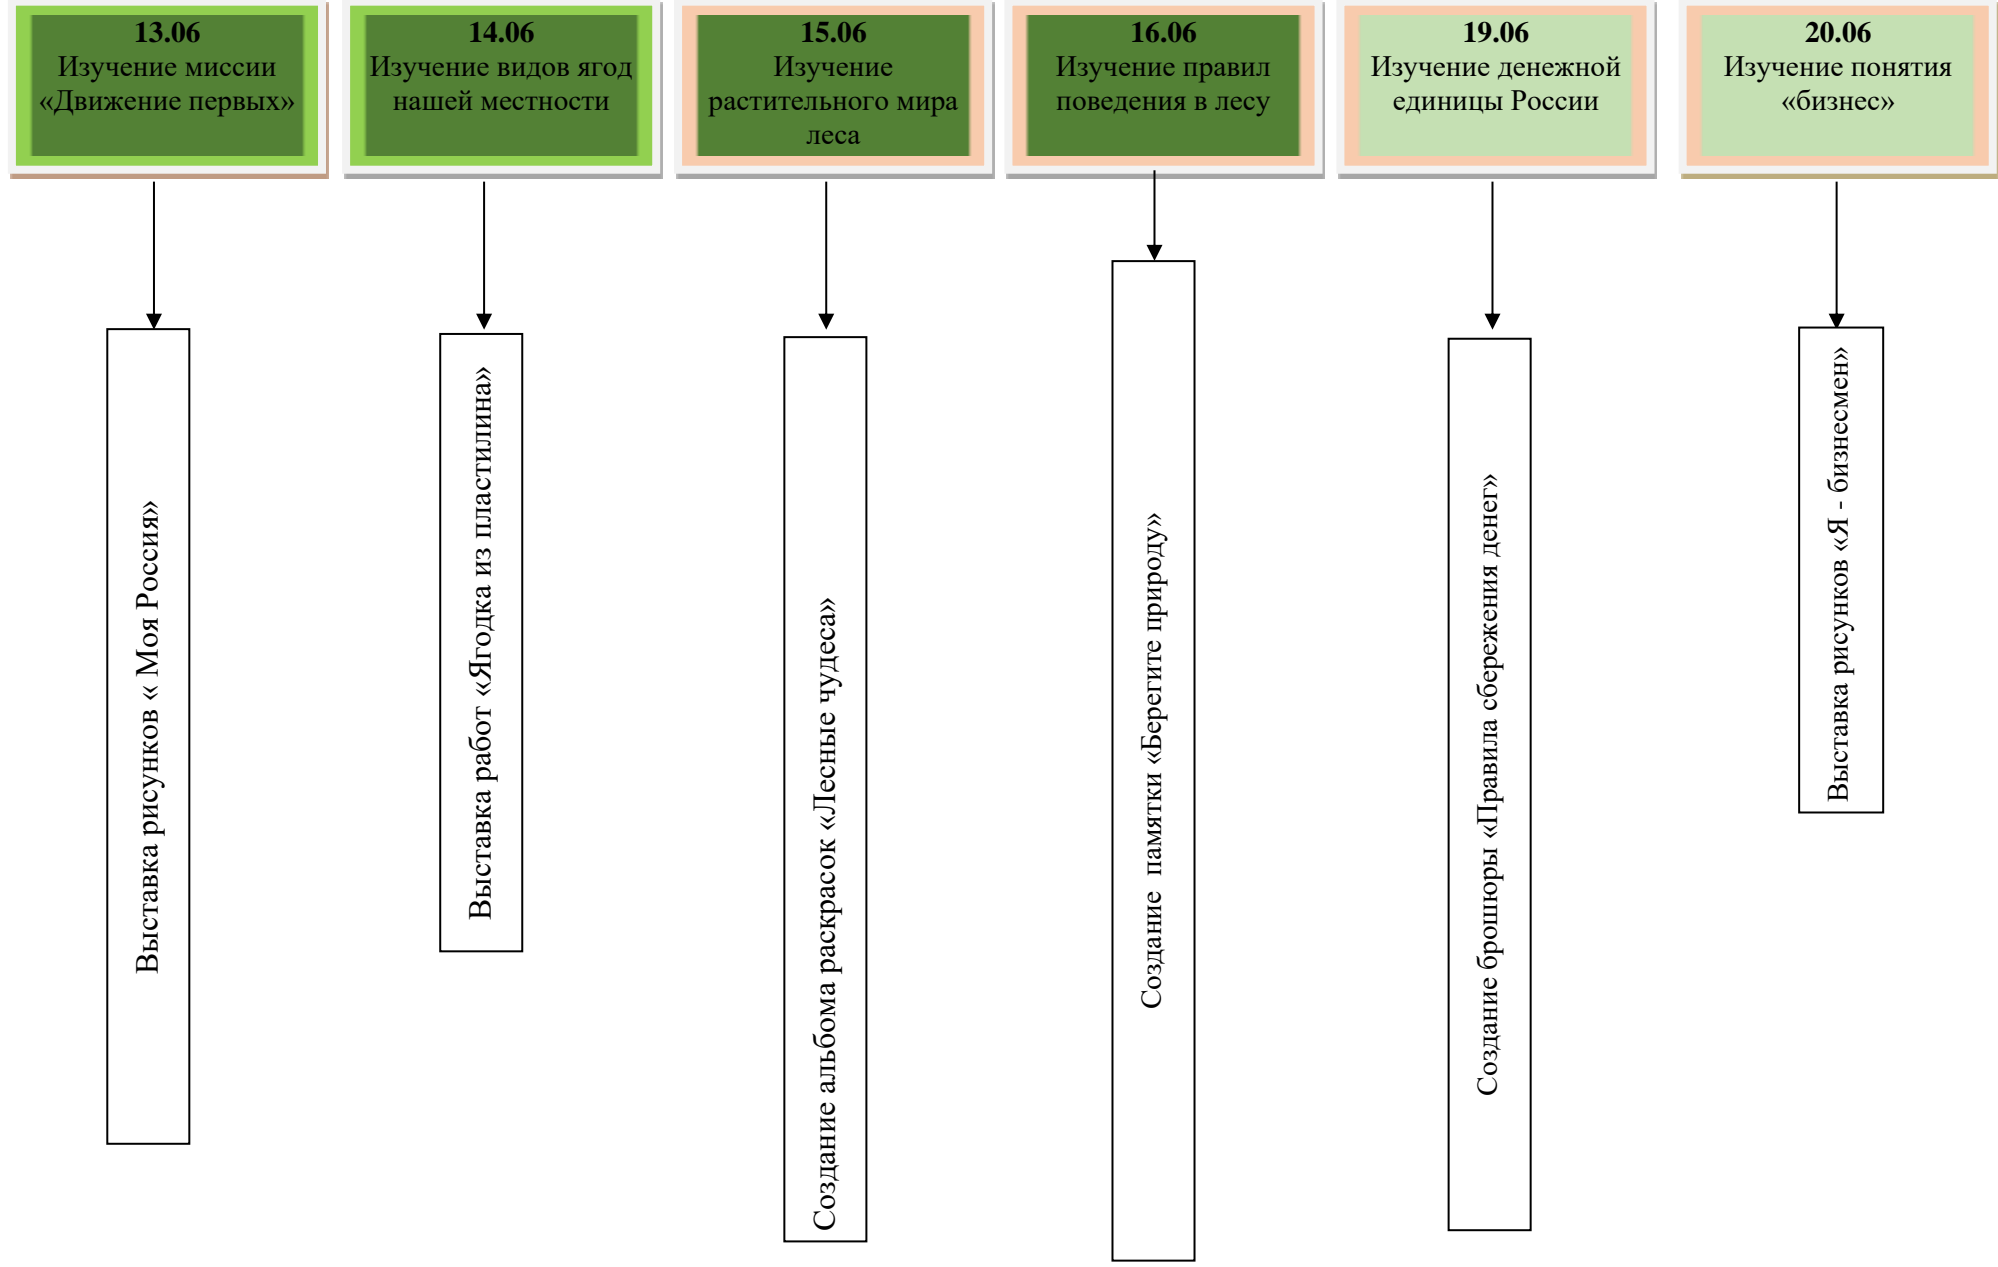 13.06
Изучение миссии
«Движение первых»
14.06
Изучение видов ягод
нашей местности
15.06
Изучение
растительного мира
леса
16.06
Изучение правил
поведения в лесу
19.06
Изучение денежной
единицы России
20.06
Изучение понятия
«бизнес»
Выставка рисунков « Моя Россия»
Выставка работ «Ягодка из пластилина»
Создание альбома раскрасок «Лесные чудеса»
Создание  памятки «Берегите природу»
Создание брошюры «Правила сбережения денег»
Выставка рисунков «Я - бизнесмен»